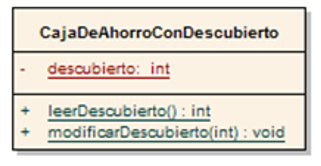 CajaDeAhorroConDescubierto
- descubierto: int
+ leerDescubierto() : int
+ modificarDescubierto(int) : void